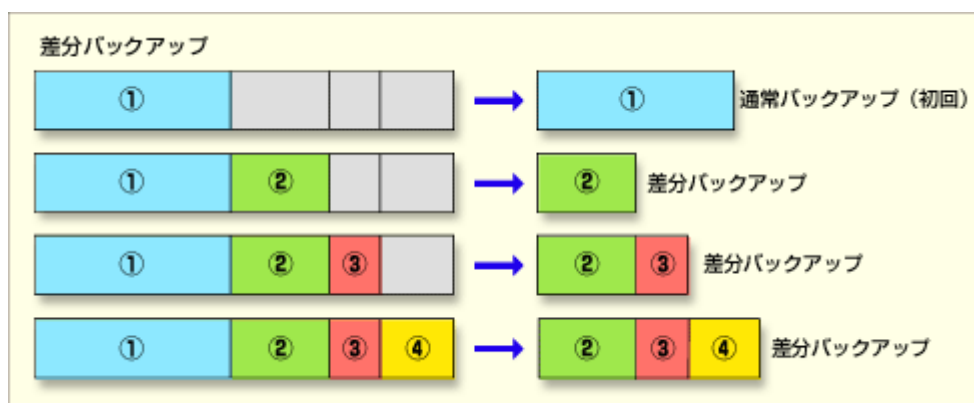 差分バックアップ
① ① 通常バックアップ（初回）
① ② ② 差分バックアップ
① ② ③ ② ③ 差分バックアップ
① ② ③ ④ ② ③ ④ 差分バックアップ